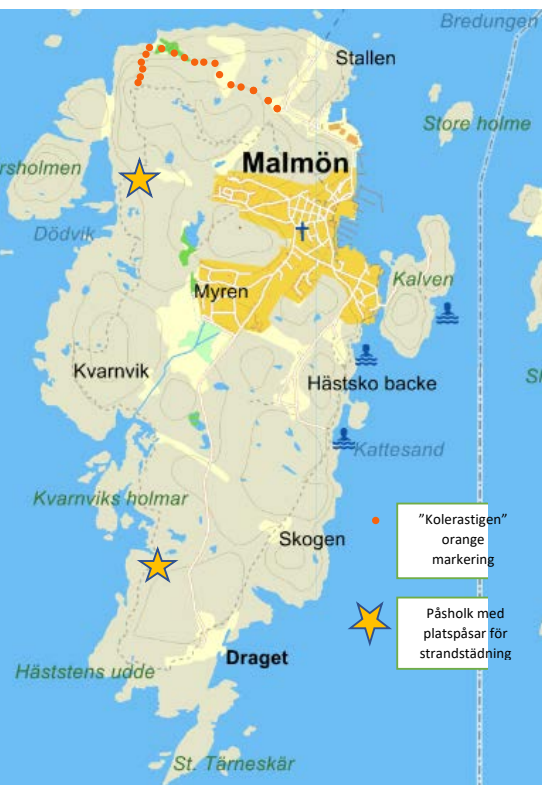 Bredungen
Stallen
Store holme
Malmön
rsholmen
Dödvik
Kalven
Myren
Kvarnvik
Hästsko backe
Kattesand
Kvarnviks holmar
"Kolerastigen"
orange
markering
Skogen
Påsholk med
platspåsar för
strandstädning
Draget
Häststens udde
St. Tärneskär